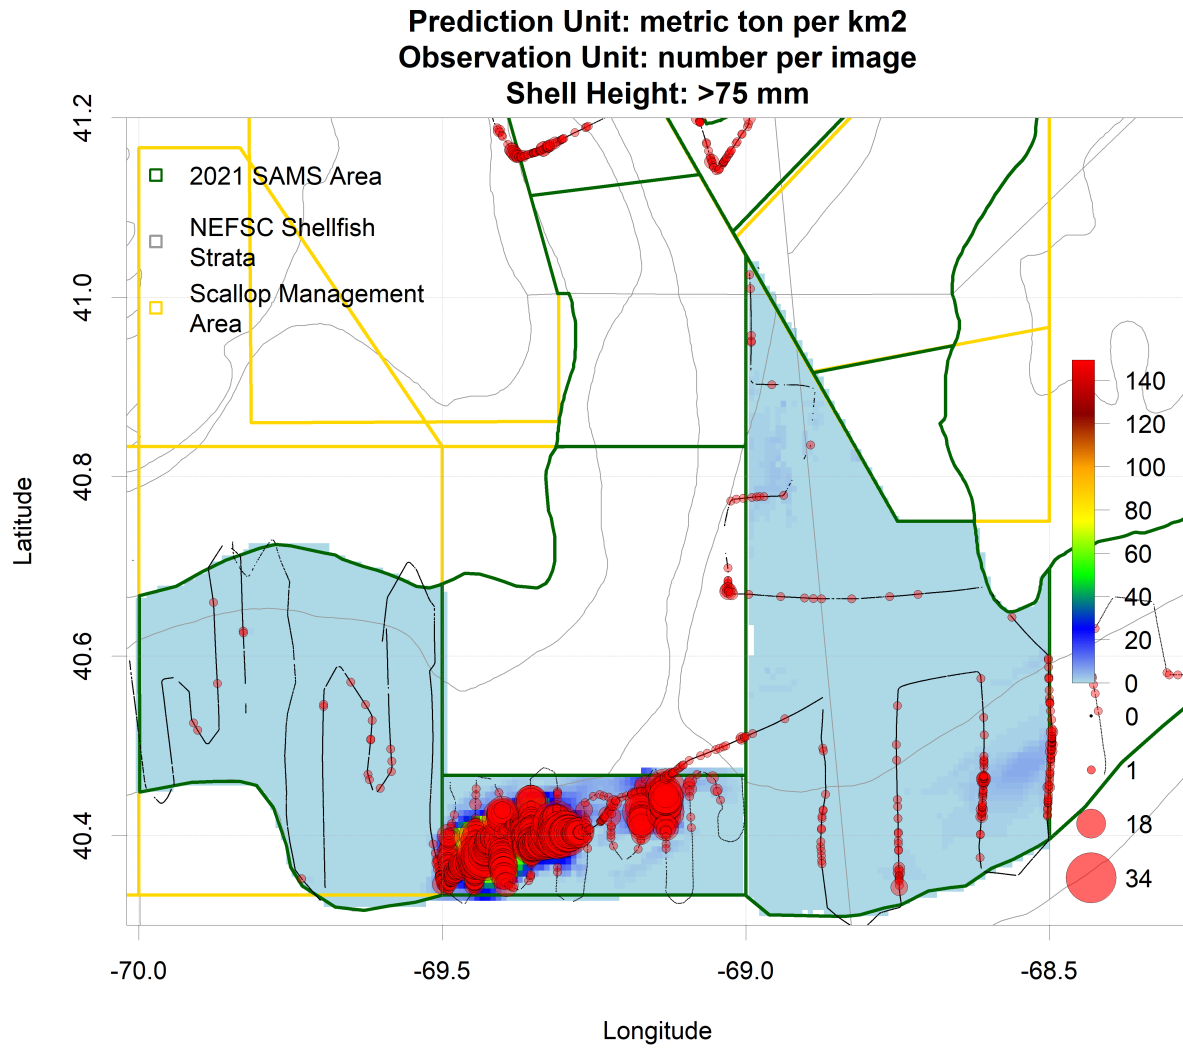 Prediction Unit: metric ton per km2
Observation Unit: number per image
Shell Height: >75 mm
2021 SAMS Area
NEFSC Shellfish
Strata
Scallop Management
Area
41.2
41.0
40.8
40.6
40.4
Latitude
140
120
100
80
60
40
20
0
0
1
18
34
-70.0
-69.5
-69.0
-68.5
Longitude